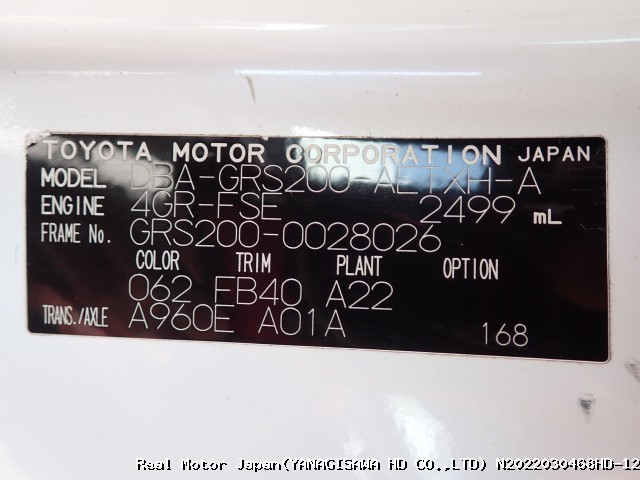 TOYOTA MOTOR CORPORATION JAPAN
MODEL DBA-GRS200-AETXH-A
ENGINE 4GR-FSE 2499 mL
FRAME No. GRS200-0028026
COLOR TRIM PLANT OPTION
062 FB40 A22
TRANS./AXLE A960E A01A 168
Real Motor Japan(YANAGISAWA HD CO.,LTD) N2022030468HD-12